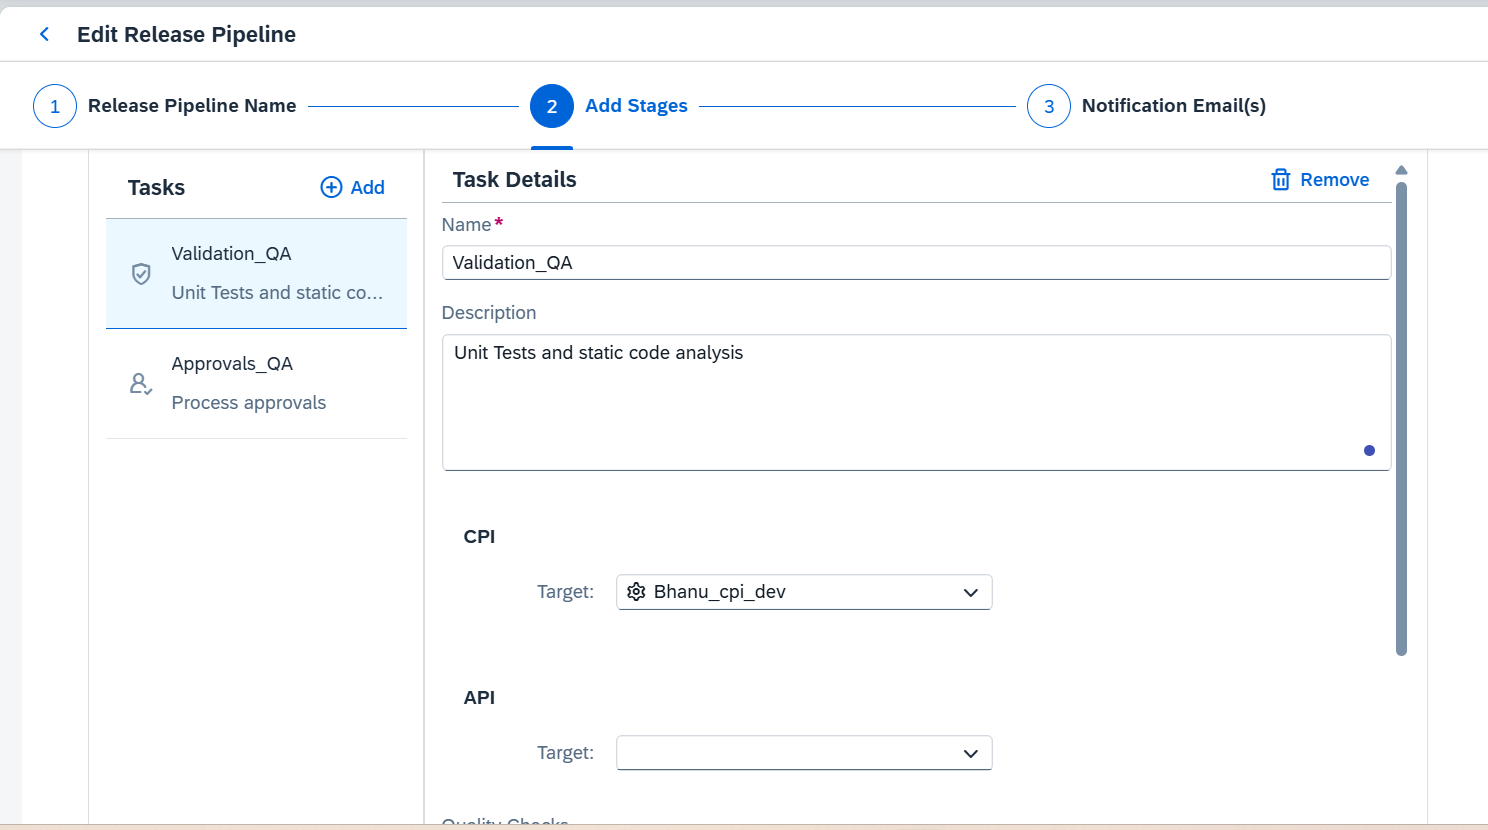 Edit Release Pipeline
1 Release Pipeline Name
2 Add Stages
3 Notification Email(s)
Tasks
Add
Validation_QA
Unit Tests and static co...
Approvals_QA
Process approvals
Task Details
Remove
Name*
Validation_QA
Description
Unit Tests and static code analysis
CPI
Target: Bhanu_cpi_dev
API
Target:
Quality Checks